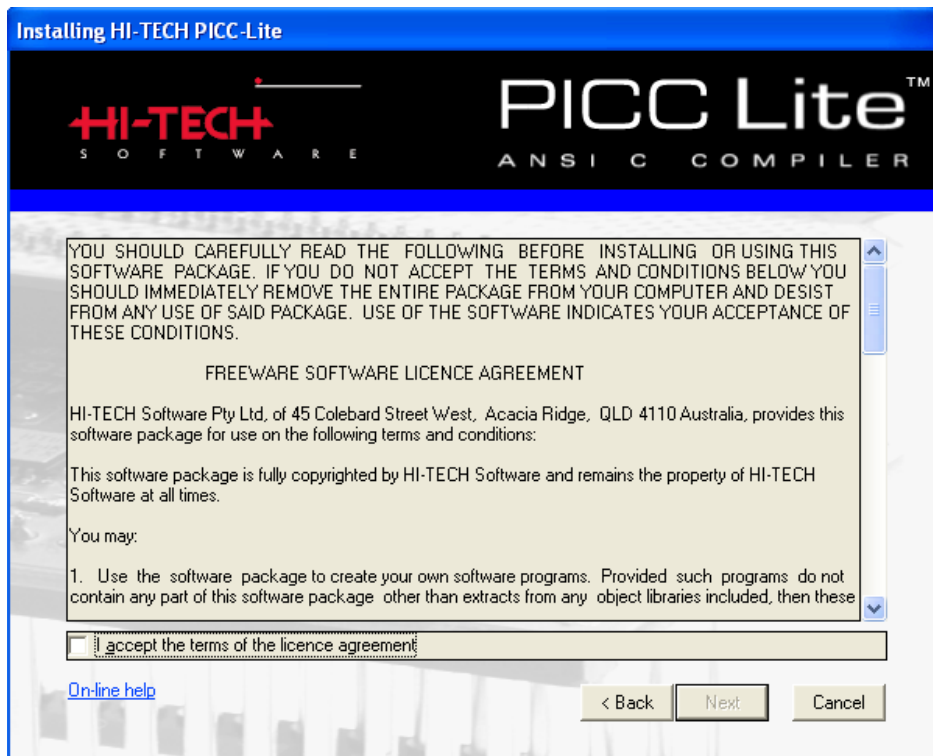 Installing HI-TECH PICC-Lite
HI-TECH
SOFTWARE
PICC Lite™
ANSI C COMPILER
YOU SHOULD CAREFULLY READ THE FOLLOWING BEFORE INSTALLING OR USING THIS
SOFTWARE PACKAGE. IF YOU DO NOT ACCEPT THE TERMS AND CONDITIONS BELOW YOU
SHOULD IMMEDIATELY REMOVE THE ENTIRE PACKAGE FROM YOUR COMPUTER AND DESIST
FROM ANY USE OF SAID PACKAGE. USE OF THE SOFTWARE INDICATES YOUR ACCEPTANCE OF
THESE CONDITIONS.
FREEWARE SOFTWARE LICENCE AGREEMENT
HI-TECH Software Pty Ltd, of 45 Colebard Street West, Acacia Ridge, QLD 4110 Australia, provides this
software package for use on the following terms and conditions:
This software package is fully copyrighted by HI-TECH Software and remains the property of HI-TECH
Software at all times.
You may:
1. Use the software package to create your own software programs. Provided such programs do not
contain any part of this software package other than extracts from any object libraries included, then these
I accept the terms of the licence agreement
On-line help
< Back
Next
Cancel